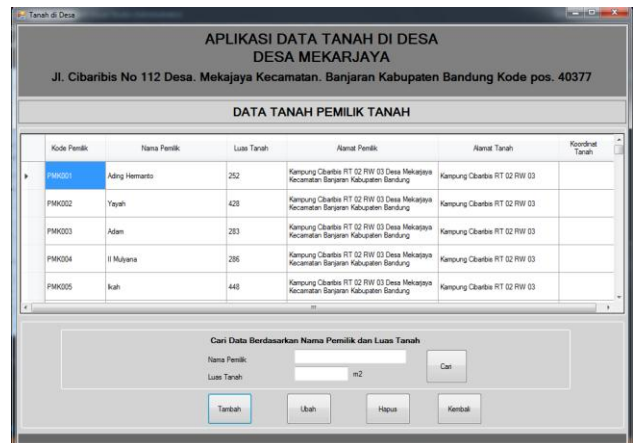 Tanah di Desa
APLIKASI DATA TANAH DI DESA
DESA MEKARJAYA
Jl. Cibaribis No 112 Desa. Mekajaya Kecamatan. Banjaran Kabupaten Bandung Kode pos. 40377
DATA TANAH PEMILIK TANAH
Kode Pemilik Nama Pemilik Luas Tanah Alamat Pemilik Alamat Tanah Koordinat Tanah
PMK001 Ading Hermanto 252 Kampung Cibaribis RT 02 RW 03 Desa Mekarjaya Kecamatan Banjaran Kabupaten Bandung Kampung Cibaribis RT 02 RW 03
PMK002 Yayah 428 Kampung Cibaribis RT 02 RW 03 Desa Mekarjaya Kecamatan Banjaran Kabupaten Bandung Kampung Cibaribis RT 02 RW 03
PMK003 Adam 283 Kampung Cibaribis RT 02 RW 03 Desa Mekarjaya Kecamatan Banjaran Kabupaten Bandung Kampung Cibaribis RT 02 RW 03
PMK004 II Mulyana 286 Kampung Cibaribis RT 02 RW 03 Desa Mekarjaya Kecamatan Banjaran Kabupaten Bandung Kampung Cibaribis RT 02 RW 03
PMK005 Ikah 448 Kampung Cibaribis RT 02 RW 03 Desa Mekarjaya Kecamatan Banjaran Kabupaten Bandung Kampung Cibaribis RT 02 RW 03
Cari Data Berdasarkan Nama Pemilik dan Luas Tanah
Nama Pemilik
Luas Tanah m2
Cari
Tambah Ubah Hapus Kembali